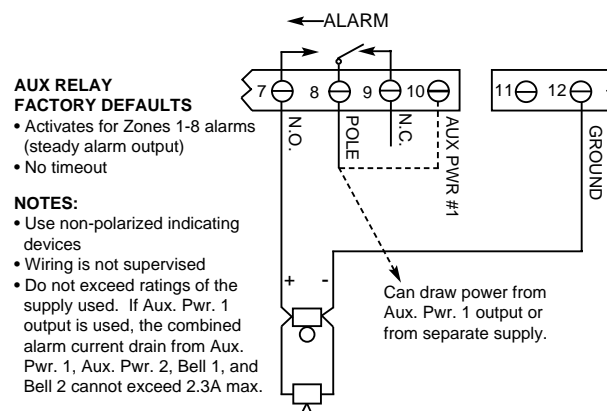 ALARM
7 8 9 10 11 12
N.O.
POLE
N.C.
AUX PWR #1
GROUND
AUX RELAY
FACTORY DEFAULTS
• Activates for Zones 1-8 alarms
(steady alarm output)
• No timeout
NOTES:
• Use non-polarized indicating
devices
• Wiring is not supervised
• Do not exceed ratings of the
supply used.  If Aux. Pwr. 1
output is used, the combined
alarm current drain from Aux.
Pwr. 1, Aux. Pwr. 2, Bell 1, and
Bell 2 cannot exceed 2.3A max.
+ -
Can draw power from
Aux. Pwr. 1 output or
from separate supply.